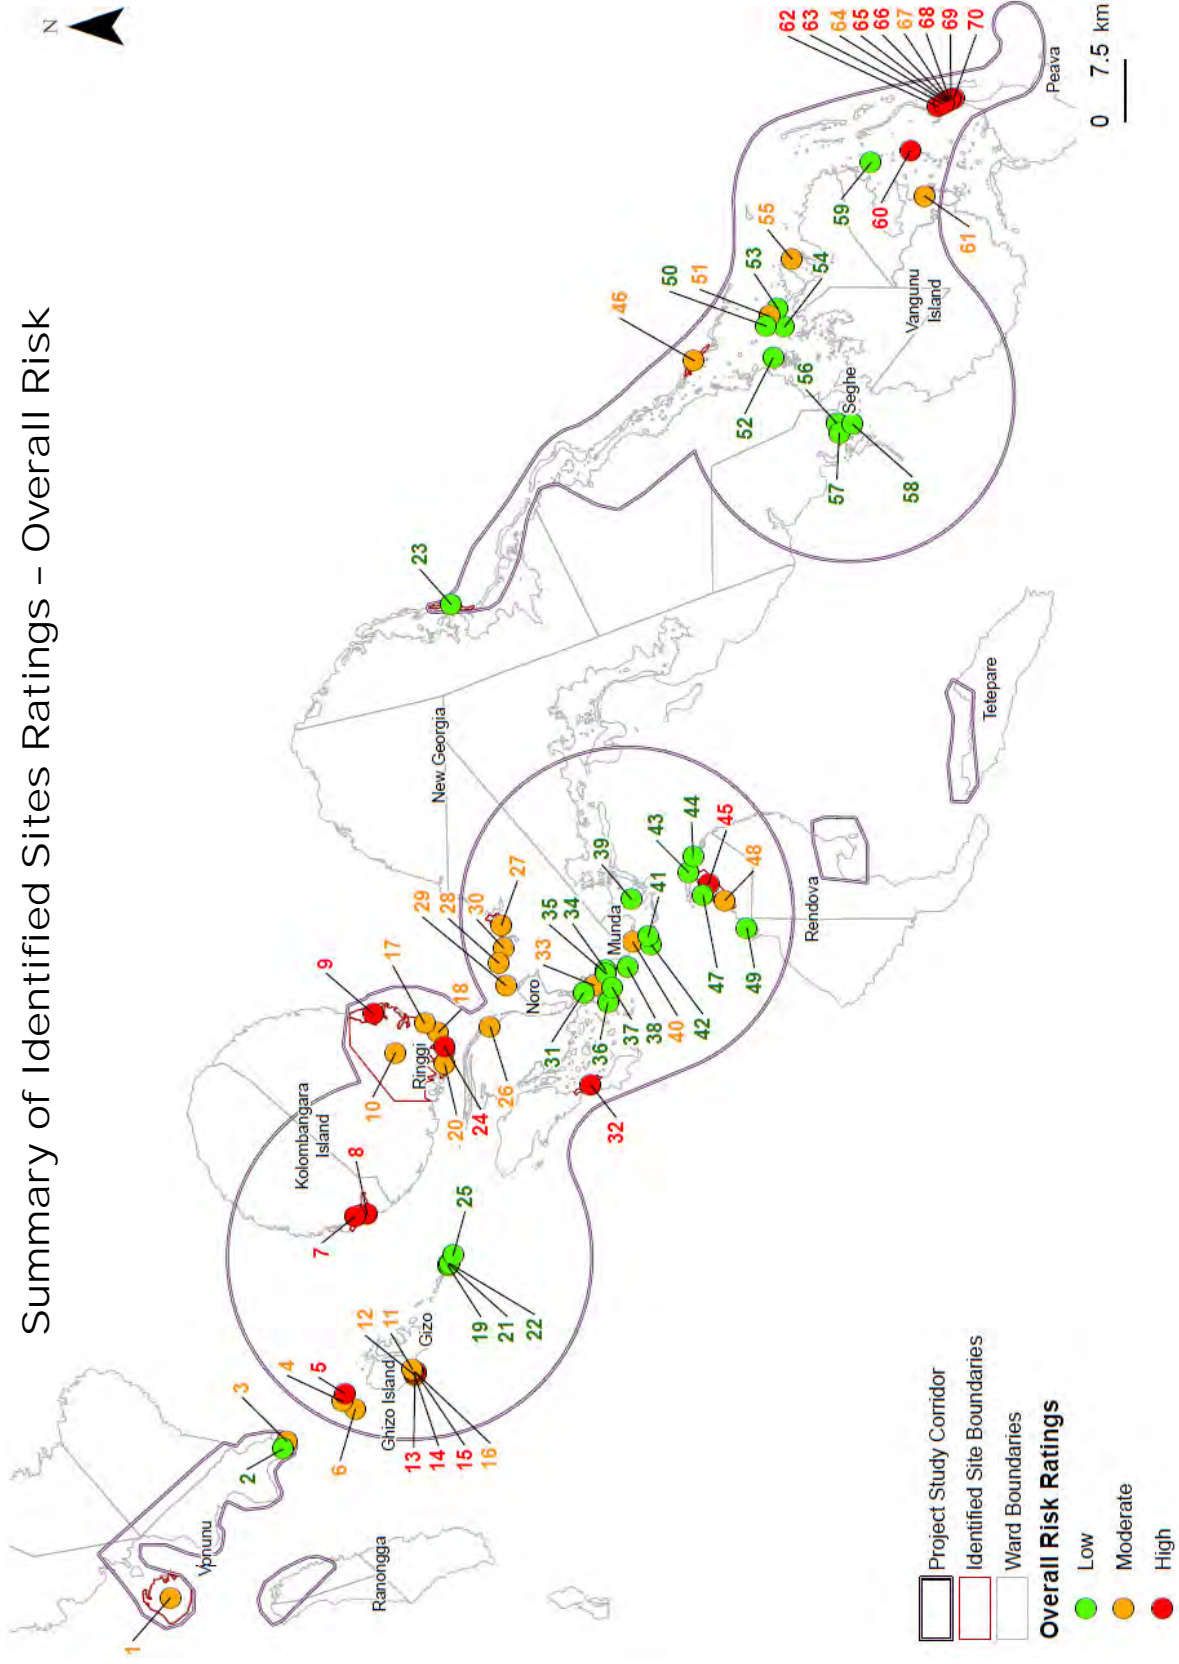 Summary of Identified Sites Ratings – Overall Risk
N
1
Vonunu
2
3
Ranongga
4
5
6
Ghizo Island
12
11
Gizo
13
14
15
16
19
21
22
25
7
8
Kolombangara
Island
9
10
Ringgi
17
18
20
24
26
29
28
30
27
Noro
New Georgia
23
31
32
33
35
34
36
37
38
40
42
Munda
39
41
43
44
45
47
48
49
Rendova
Tetepare
46
50
51
53
54
55
52
56
Seghe
57
58
Vangunu
Island
59
60
61
62
63
64
65
66
67
68
69
70
Peava
0 7.5 km
Project Study Corridor
Identified Site Boundaries
Ward Boundaries
Overall Risk Ratings
Low
Moderate
High